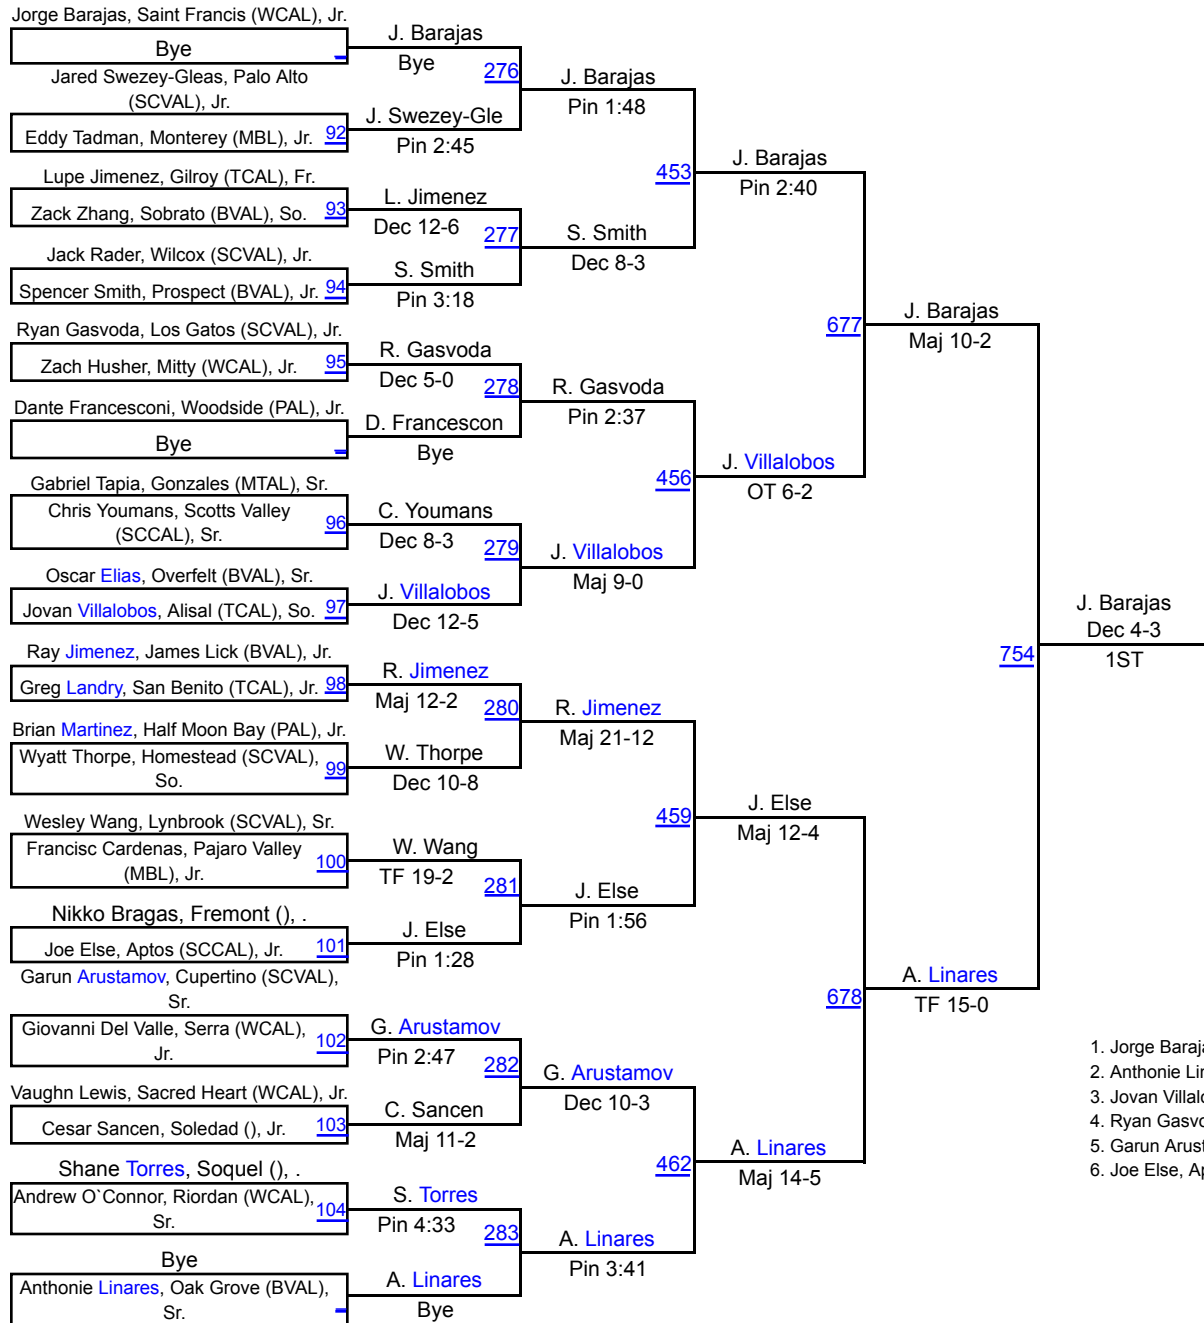 Jorge Barajas, Saint Francis (WCAL), Jr.
Bye
Jared Swezey-Gleas, Palo Alto
(SCVAL), Jr.
Eddy Tadman, Monterey (MBL), Jr. 92
Lupe Jimenez, Gilroy (TCAL), Fr.
Zack Zhang, Sobrato (BVAL), So. 93
Jack Rader, Wilcox (SCVAL), Jr.
Spencer Smith, Prospect (BVAL), Jr. 94
Ryan Gasvoda, Los Gatos (SCVAL), Jr.
Zach Husher, Mitty (WCAL), Jr. 95
Dante Francesconi, Woodside (PAL), Jr.
Bye
Gabriel Tapia, Gonzales (MTAL), Sr.
Chris Youmans, Scotts Valley
(SCCAL), Sr. 96
Oscar Elias, Overfelt (BVAL), Sr.
Jovan Villalobos, Alisal (TCAL), So. 97
Ray Jimenez, James Lick (BVAL), Jr.
Greg Landry, San Benito (TCAL), Jr. 98
Brian Martinez, Half Moon Bay (PAL), Jr.
Wyatt Thorpe, Homestead (SCVAL),
So. 99
Wesley Wang, Lynbrook (SCVAL), Sr.
Francisc Cardenas, Pajaro Valley
(MBL), Jr. 100
Nikko Bragas, Fremont (), .
Joe Else, Aptos (SCCAL), Jr. 101
Garun Arustamov, Cupertino (SCVAL),
Sr.
Giovanni Del Valle, Serra (WCAL),
Jr. 102
Vaughn Lewis, Sacred Heart (WCAL), Jr.
Cesar Sancen, Soledad (), Jr. 103
Shane Torres, Soquel (), .
Andrew O`Connor, Riordan (WCAL),
Sr. 104
Bye
Anthonie Linares, Oak Grove (BVAL),
Sr.
J. Barajas
Bye
276
J. Swezey-Gle
Pin 2:45
L. Jimenez
Dec 12-6
277
S. Smith
Pin 3:18
R. Gasvoda
Dec 5-0
278
D. Francescon
Bye
C. Youmans
Dec 8-3
279
J. Villalobos
Dec 12-5
R. Jimenez
Maj 12-2
280
W. Thorpe
Dec 10-8
W. Wang
TF 19-2
281
J. Else
Pin 1:28
G. Arustamov
Pin 2:47
282
C. Sancen
Maj 11-2
S. Torres
Pin 4:33
283
A. Linares
Bye
J. Barajas
Pin 1:48
453
S. Smith
Dec 8-3
R. Gasvoda
Pin 2:37
456
J. Villalobos
Maj 9-0
R. Jimenez
Maj 21-12
459
J. Else
Pin 1:56
G. Arustamov
Dec 10-3
462
A. Linares
Pin 3:41
J. Barajas
Pin 2:40
677
J. Villalobos
OT 6-2
J. Else
Maj 12-4
678
A. Linares
Maj 14-5
J. Barajas
Maj 10-2
754
A. Linares
TF 15-0
J. Barajas
Dec 4-3
1ST
1. Jorge
2. Anthonie
3. Jovan
4. Ryan
5. Garun
6. Joe Else,